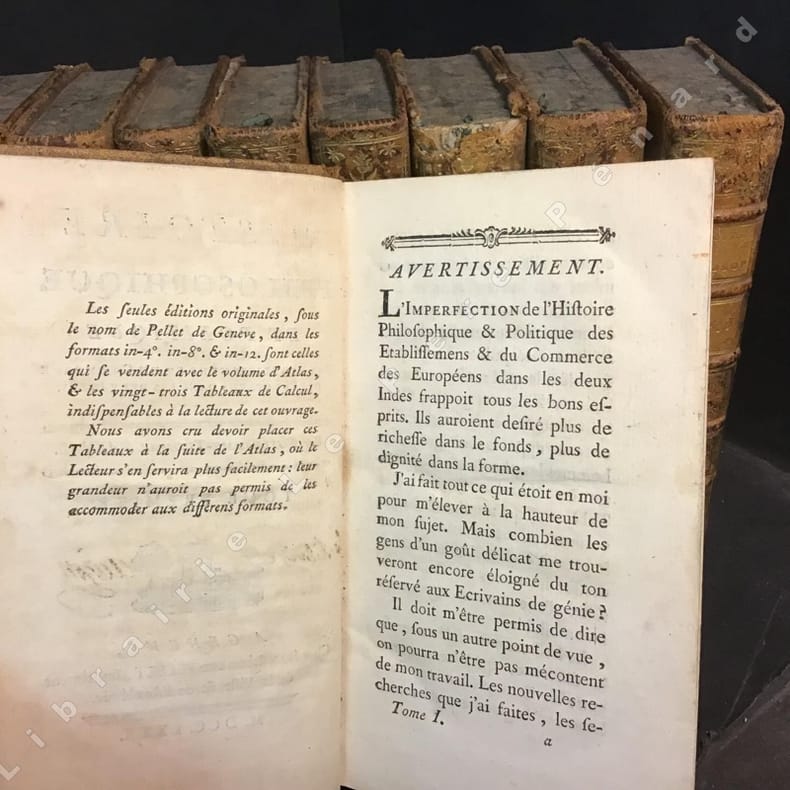 Les ſeules éditions originales, ſous
le nom de Pellet de Geneve, dans les
formats in-4°. in-8°. & in-12. ſont celles
qui ſe vendent avec le volume d'Atlas,
& les vingt-trois Tableaux de Calcul,
indiſpenſables à la lecture de cet ouvrage.
Nous avons cru devoir placer ces
Tableaux à la ſuite de l'Atlas, où le
Lecteur s'en ſervira plus facilement : leur
grandeur n'auroit pas permis de les
accommoder aux différens formats.
AVERTISSEMENT.
L'IMPERFECTION de l'Hiſtoire
Philoſophique & Politique des
Etabliſſemens & du Commerce
des Européens dans les deux
Indes frappoit tous les bons eſ-
prits. Ils auroient deſiré plus de
richeſſe dans le fonds, plus de
dignité dans la forme.
J'ai fait tout ce qui étoit en moi
pour m'élever à la hauteur de
mon ſujet. Mais combien les
gens d'un goût délicat me trou-
veront encore éloigné du ton
réſervé aux Ecrivains de génie?
Il doit m'être permis de dire
que, ſous un autre point de vue,
on pourra n'être pas mécontent
de mon travail. Les nouvelles re-
cherches que j'ai faites, les ſe-
Tome I.
a
Librairie Pénard